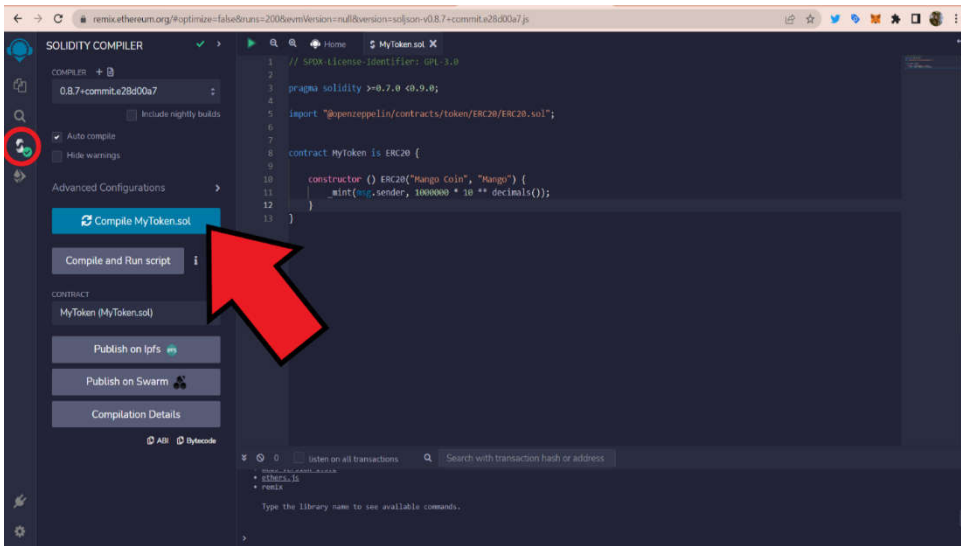 remix.ethereum.org/#optimize=false&runs=200&evmVersion=null&version=soljson-v0.8.7+commit.e28d00a7.js
SOLIDITY COMPILER
COMPILER
0.8.7+commit.e28d00a7
Include nightly builds
Auto compile
Hide warnings
Advanced Configurations
Compile MyToken.sol
Compile and Run script
i
CONTRACT
MyToken (MyToken.sol)
Publish on Ipfs
Publish on Swarm
Compilation Details
ABI Bytecode
Home
MyToken.sol
1 // SPDX-License-Identifier: GPL-3.0
2
3 pragma solidity >=0.7.0 <0.9.0;
4
5 import "@openzeppelin/contracts/token/ERC20/ERC20.sol";
6
7
8 contract MyToken is ERC20 {
9
10 constructor () ERC20("Mango Coin", "Mango") {
11 _mint(msg.sender, 1000000 * 10 ** decimals());
12 }
13 }
0
listen on all transactions
Search with transaction hash or address
ethers.js
remix
Type the library name to see available commands.
>